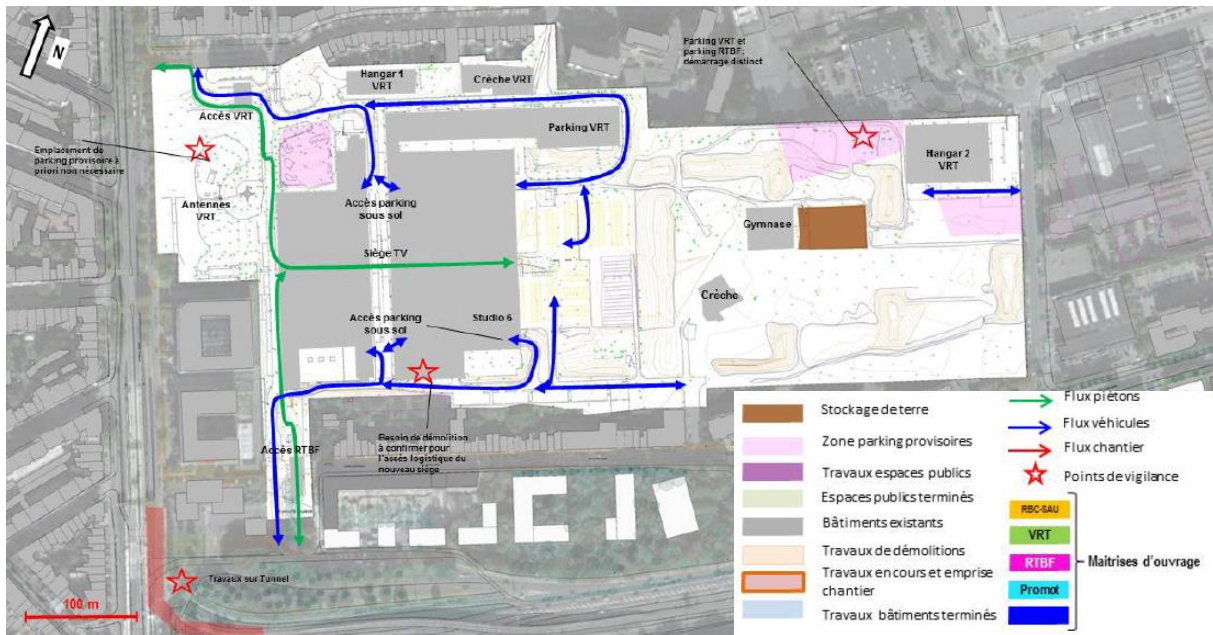 N
Parking VRT et
parking RTBF;
démarrage distinct
Hangar 1
VRT
Crèche VRT
Accès VRT
Parking VRT
Hangar 2
VRT
Emplacement de
parking provisoire à
priori non nécessaire
Antennes
VRT
Accès parking
sous sol
Gymnase
Siège TV
Crèche
Accès parking
sous sol
Studio 6
Accès RTBF
Besoin de démolition
à confirmer pour
l'accès logistique du
nouveau siège
Travaux sur Tunnel
100 m
Stockage de terre
Zone parking provisoires
Travaux espaces publics
Espaces publics terminés
Bâtiments existants
Travaux de démolitions
Travaux en cours et emprise
chantier
Travaux bâtiments terminés
Flux piétons
Flux véhicules
Flux chantier
Points de vigilance
RBC-SAU
VRT
RTBF
Promot
Maitrises d'ouvrage